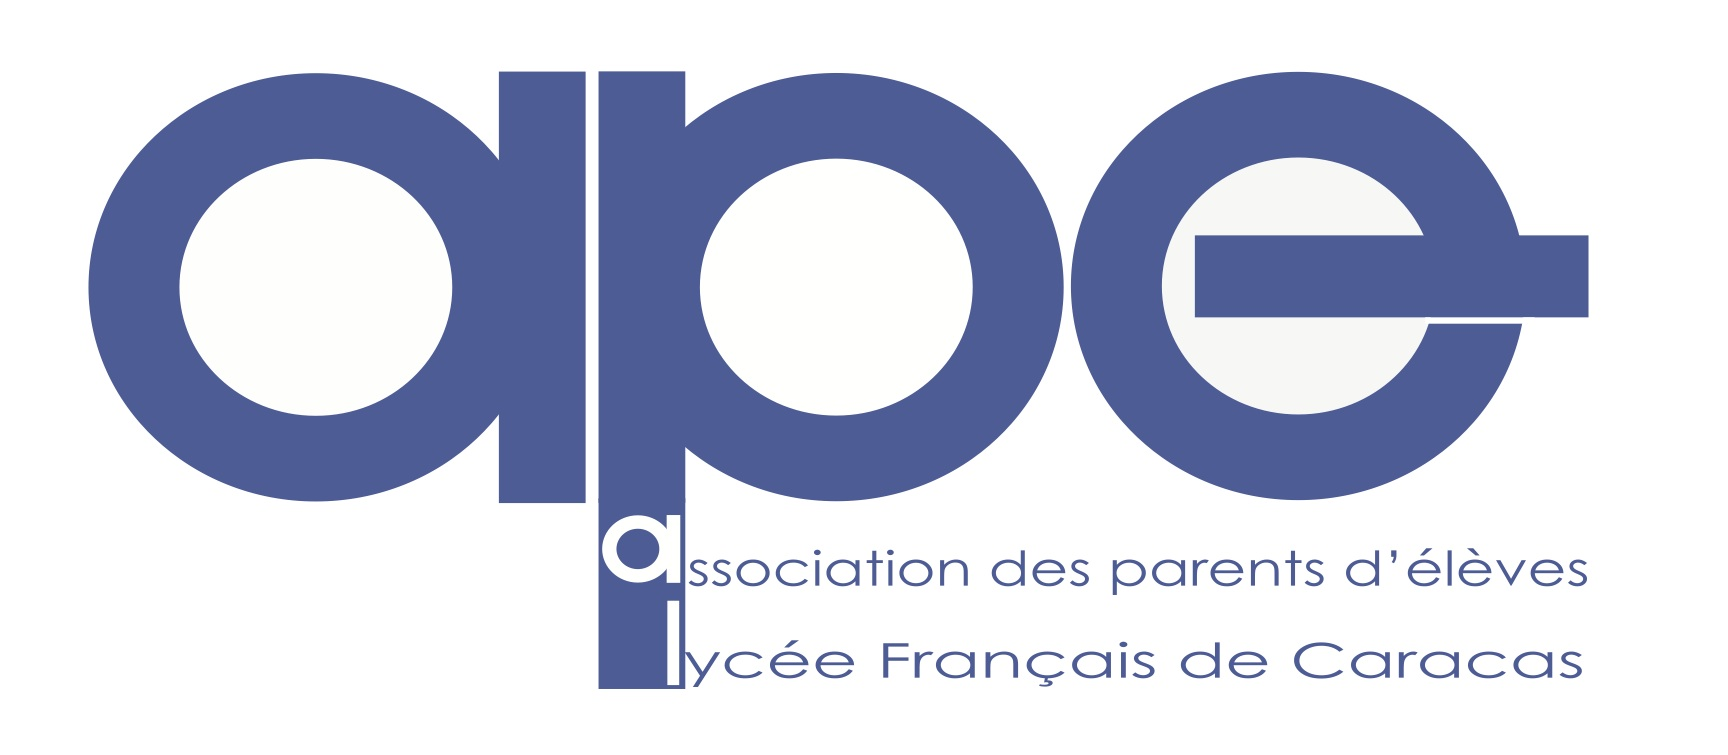 ape
association des parents d’élèves
lycée Français de Caracas